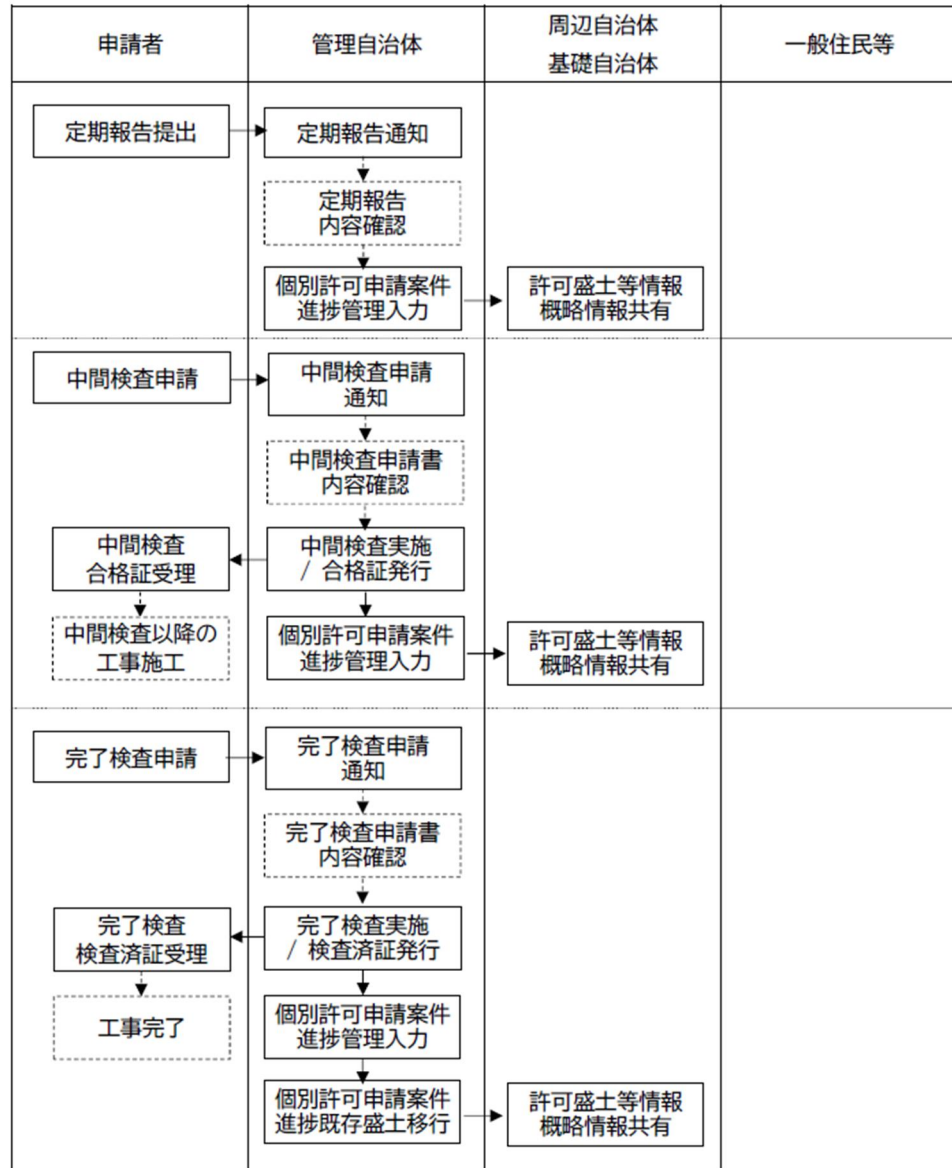 申請者
管理自治体
周辺自治体
基礎自治体
一般住民等
定期報告提出
定期報告通知
定期報告
内容確認
個別許可申請案件
進捗管理入力
許可盛土等情報
概略情報共有
中間検査申請
中間検査申請
通知
中間検査申請書
内容確認
中間検査実施
/ 合格証発行
中間検査
合格証受理
中間検査以降の
工事施工
個別許可申請案件
進捗管理入力
許可盛土等情報
概略情報共有
完了検査申請
完了検査申請
通知
完了検査申請書
内容確認
完了検査実施
/ 検査済証発行
完了検査
検査済証受理
工事完了
個別許可申請案件
進捗管理入力
個別許可申請案件
進捗既存盛土移行
許可盛土等情報
概略情報共有